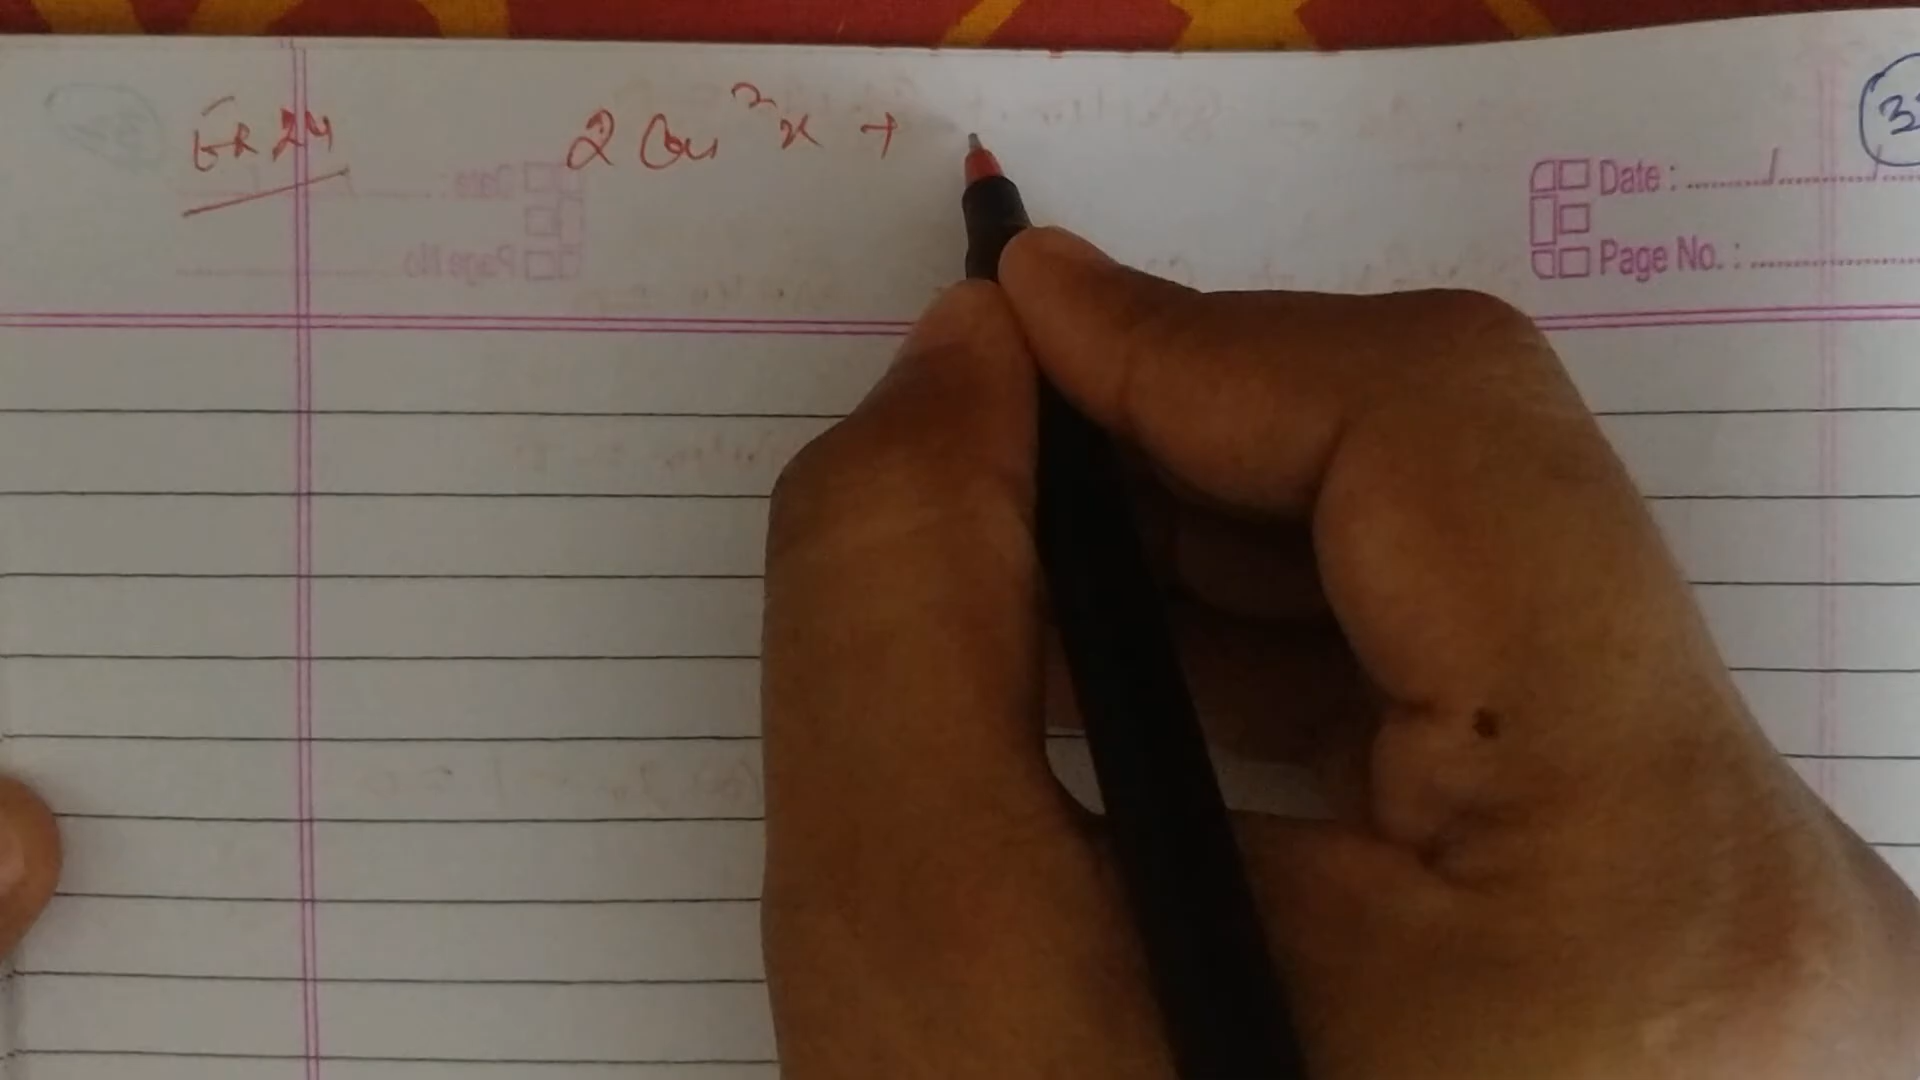 Ex 24 2 Cos²x +
Date :
Page No. :